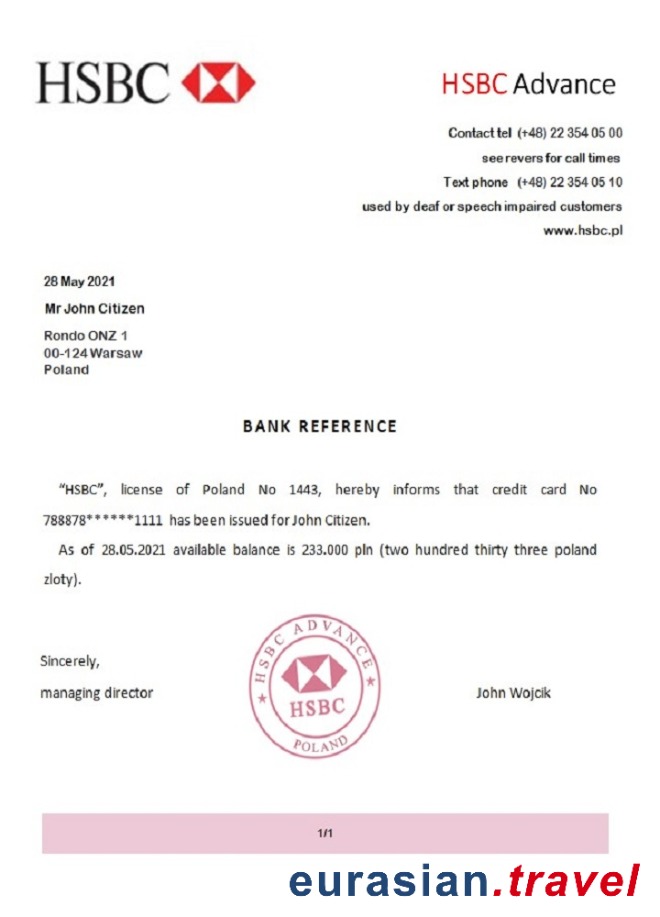 HSBC
HSBC Advance
Contact tel (+48) 22 354 05 00
see revers for call times
Text phone (+48) 22 354 05 10
used by deaf or speech impaired customers
www.hsbc.pl
28 May 2021
Mr John Citizen
Rondo ONZ 1
00-124 Warsaw
Poland
BANK REFERENCE
“HSBC”, license of Poland No 1443, hereby informs that credit card No
788878******1111 has been issued for John Citizen.
As of 28.05.2021 available balance is 233.000 pln (two hundred thirty three poland
zloty).
Sincerely,
managing director
HSBC ADVANCE
HSBC
POLAND
John Wojcik
1/1
eurasian.travel